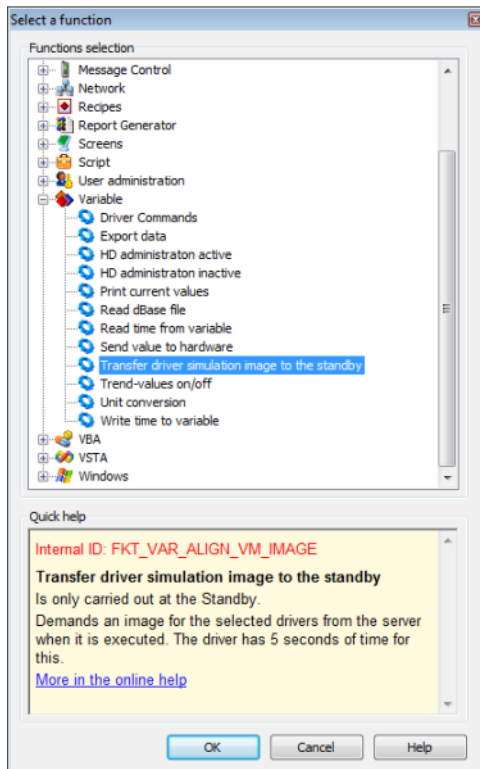 Select a function
Functions selection
Message Control
Network
Recipes
Report Generator
Screens
Script
User administration
Variable
Driver Commands
Export data
HD administraton active
HD administraton inactive
Print current values
Read dBase file
Read time from variable
Send value to hardware
Transfer driver simulation image to the standby
Trend-values on/off
Unit conversion
Write time to variable
VBA
VSTA
Windows
Quick help
Internal ID: FKT_VAR_ALIGN_VM_IMAGE
Transfer driver simulation image to the standby
Is only carried out at the Standby.
Demands an image for the selected drivers from the server
when it is executed. The driver has 5 seconds of time for
this.
More in the online help
OK Cancel Help